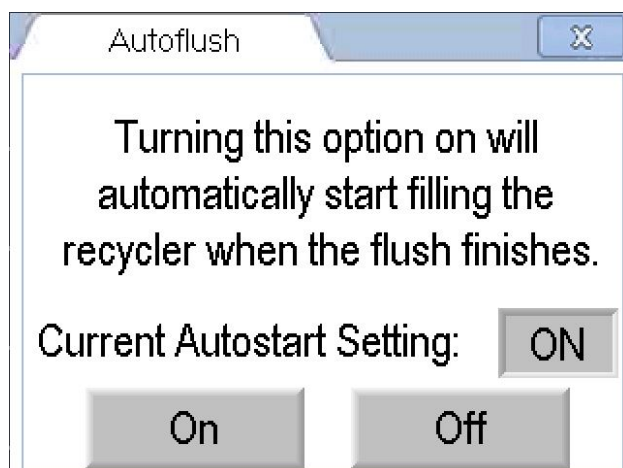 Autoflush
Turning this option on will
automatically start filling the
recycler when the flush finishes.
Current Autostart Setting: ON
On Off